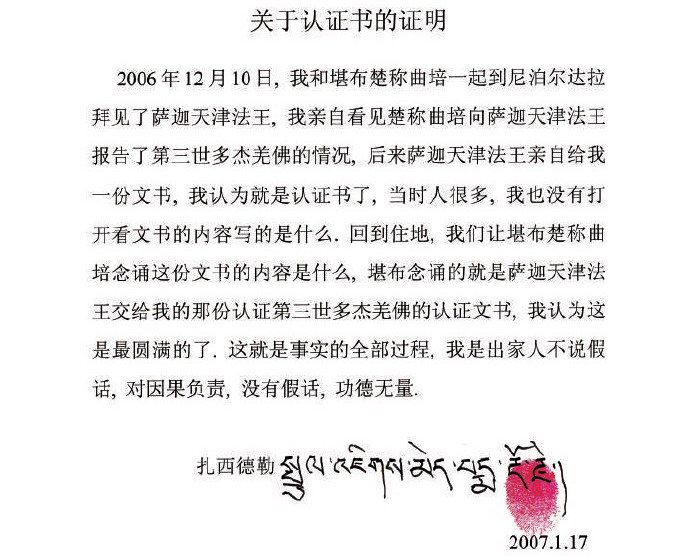 关于认证书的证明
2006 年 12 月 10 日, 我和堪布楚称曲培一起到尼泊尔达拉
拜见了萨迦天津法王, 我亲自看见楚称曲培向萨迦天津法王
报告了第三世多杰羌佛的情况, 后来萨迦天津法王亲自给我
一份文书, 我认为就是认证书了, 当时人很多, 我也没有打
开看文书的内容写的是什么. 回到住地, 我们让堪布楚称曲
培念诵这份文书的内容是什么, 堪布念诵的就是萨迦天津法
王交给我的那份认证第三世多杰羌佛的认证文书, 我认为这
是最圆满的了. 这就是事实的全部过程, 我是出家人不说假
话, 对因果负责, 没有假话, 功德无量.
扎西德勒 སྤྲུལ་འཇིགས་མེད་པདྨ་རྡོ་རྗེ།
2007.1.17